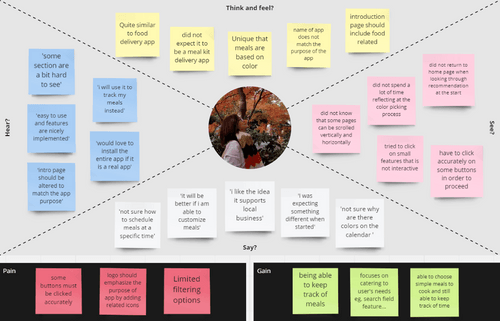 Think and feel?
Quite similar
to food
delivery app
did not
expect it to
be a meal kit
delivery app
Unique that
meals are
based on
color
name of app
does not
match the
purpose of the
app
introduction
page should
include food
related
Hear?
'some
section are
a bit hard
to see'
'I will use it to
track my
meals
instead'
'easy to use
and features
are nicely
implemented'
'would love to
install the
entire app if it
is a real app'
'intro page
should be
altered to
match the app
purpose'
See?
did not return to
home page when
looking through
recommendation
at the start
did not spend a
lot of time
reflecting at the
color picking
process
did not know
that some pages
can be scrolled
vertically and
horizontally
tried to click
on small
features that is
not interactive
have to click
accurately on
some buttons
in order to
proceed
'not sure how
to schedule
meals at a
specific time'
'it will be
better if i am
able to
customize
meals'
'I like the idea
it supports
local
business'
'I was
expecting
something
different when
started'
'not sure why
are there
colors on the
calendar '
Say?
Pain
some
buttons must
be clicked
accurately
logo should
emphasize the
purpose of
app by adding
related icons
Limited
filtering
options
Gain
being able
to keep
track of
meals
focuses on
catering to
user's needs
eg. search field
feature...
able to choose
simple meals to
cook and still
able to keep
track of time